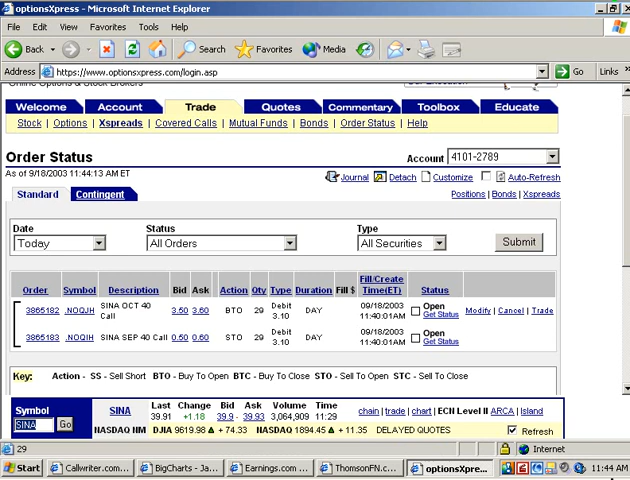 optionsXpress - Microsoft Internet Explorer
File Edit View Favorites Tools Help
Back Search Favorites Media
Address https://www.optionsxpress.com/login.asp Go Links »
Online Options & Stock Brokers
Welcome Account Trade Quotes Commentary Toolbox Educate
Stock | Options | Xspreads | Covered Calls | Mutual Funds | Bonds | Order Status | Help
Order Status Account 4101-2789
As of 9/18/2003 11:44:13 AM ET Journal Detach Customize Auto-Refresh
Standard Contingent Positions | Bonds | Xspreads
Date Status Type
Today All Orders All Securities Submit
Order Symbol Description Bid Ask Action Qty Type Duration Fill $ Fill/Create Time(ET) Status
3865182 .NOQJH SINA OCT 40 Call 3.50 3.60 BTO 29 Debit 3.10 DAY 09/18/2003 11:40:01AM Open Get Status Modify | Cancel | Trade
3865183 .NOQIH SINA SEP 40 Call 0.50 0.60 STO 29 Debit 3.10 DAY 09/18/2003 11:40:01AM Open Get Status
Key: Action - SS - Sell Short BTO - Buy To Open BTC - Buy To Close STO - Sell To Open STC - Sell To Close
Symbol SINA Last Change Bid - Ask Volume Time chain | trade | chart | ECN Level II ARCA | Island
SINA Go 39.91 +1.18 39.9 - 39.93 3,064,909 11:29
NASDAQ NM DJIA 9619.98 ▲ + 74.33 NASDAQ 1894.45 ▲ + 11.35 DELAYED QUOTES Refresh
29 Internet
Start Callwriter.com... BigCharts - Ja... Earnings.com ... ThomsonFN.c... optionsXpre... 11:44 AM